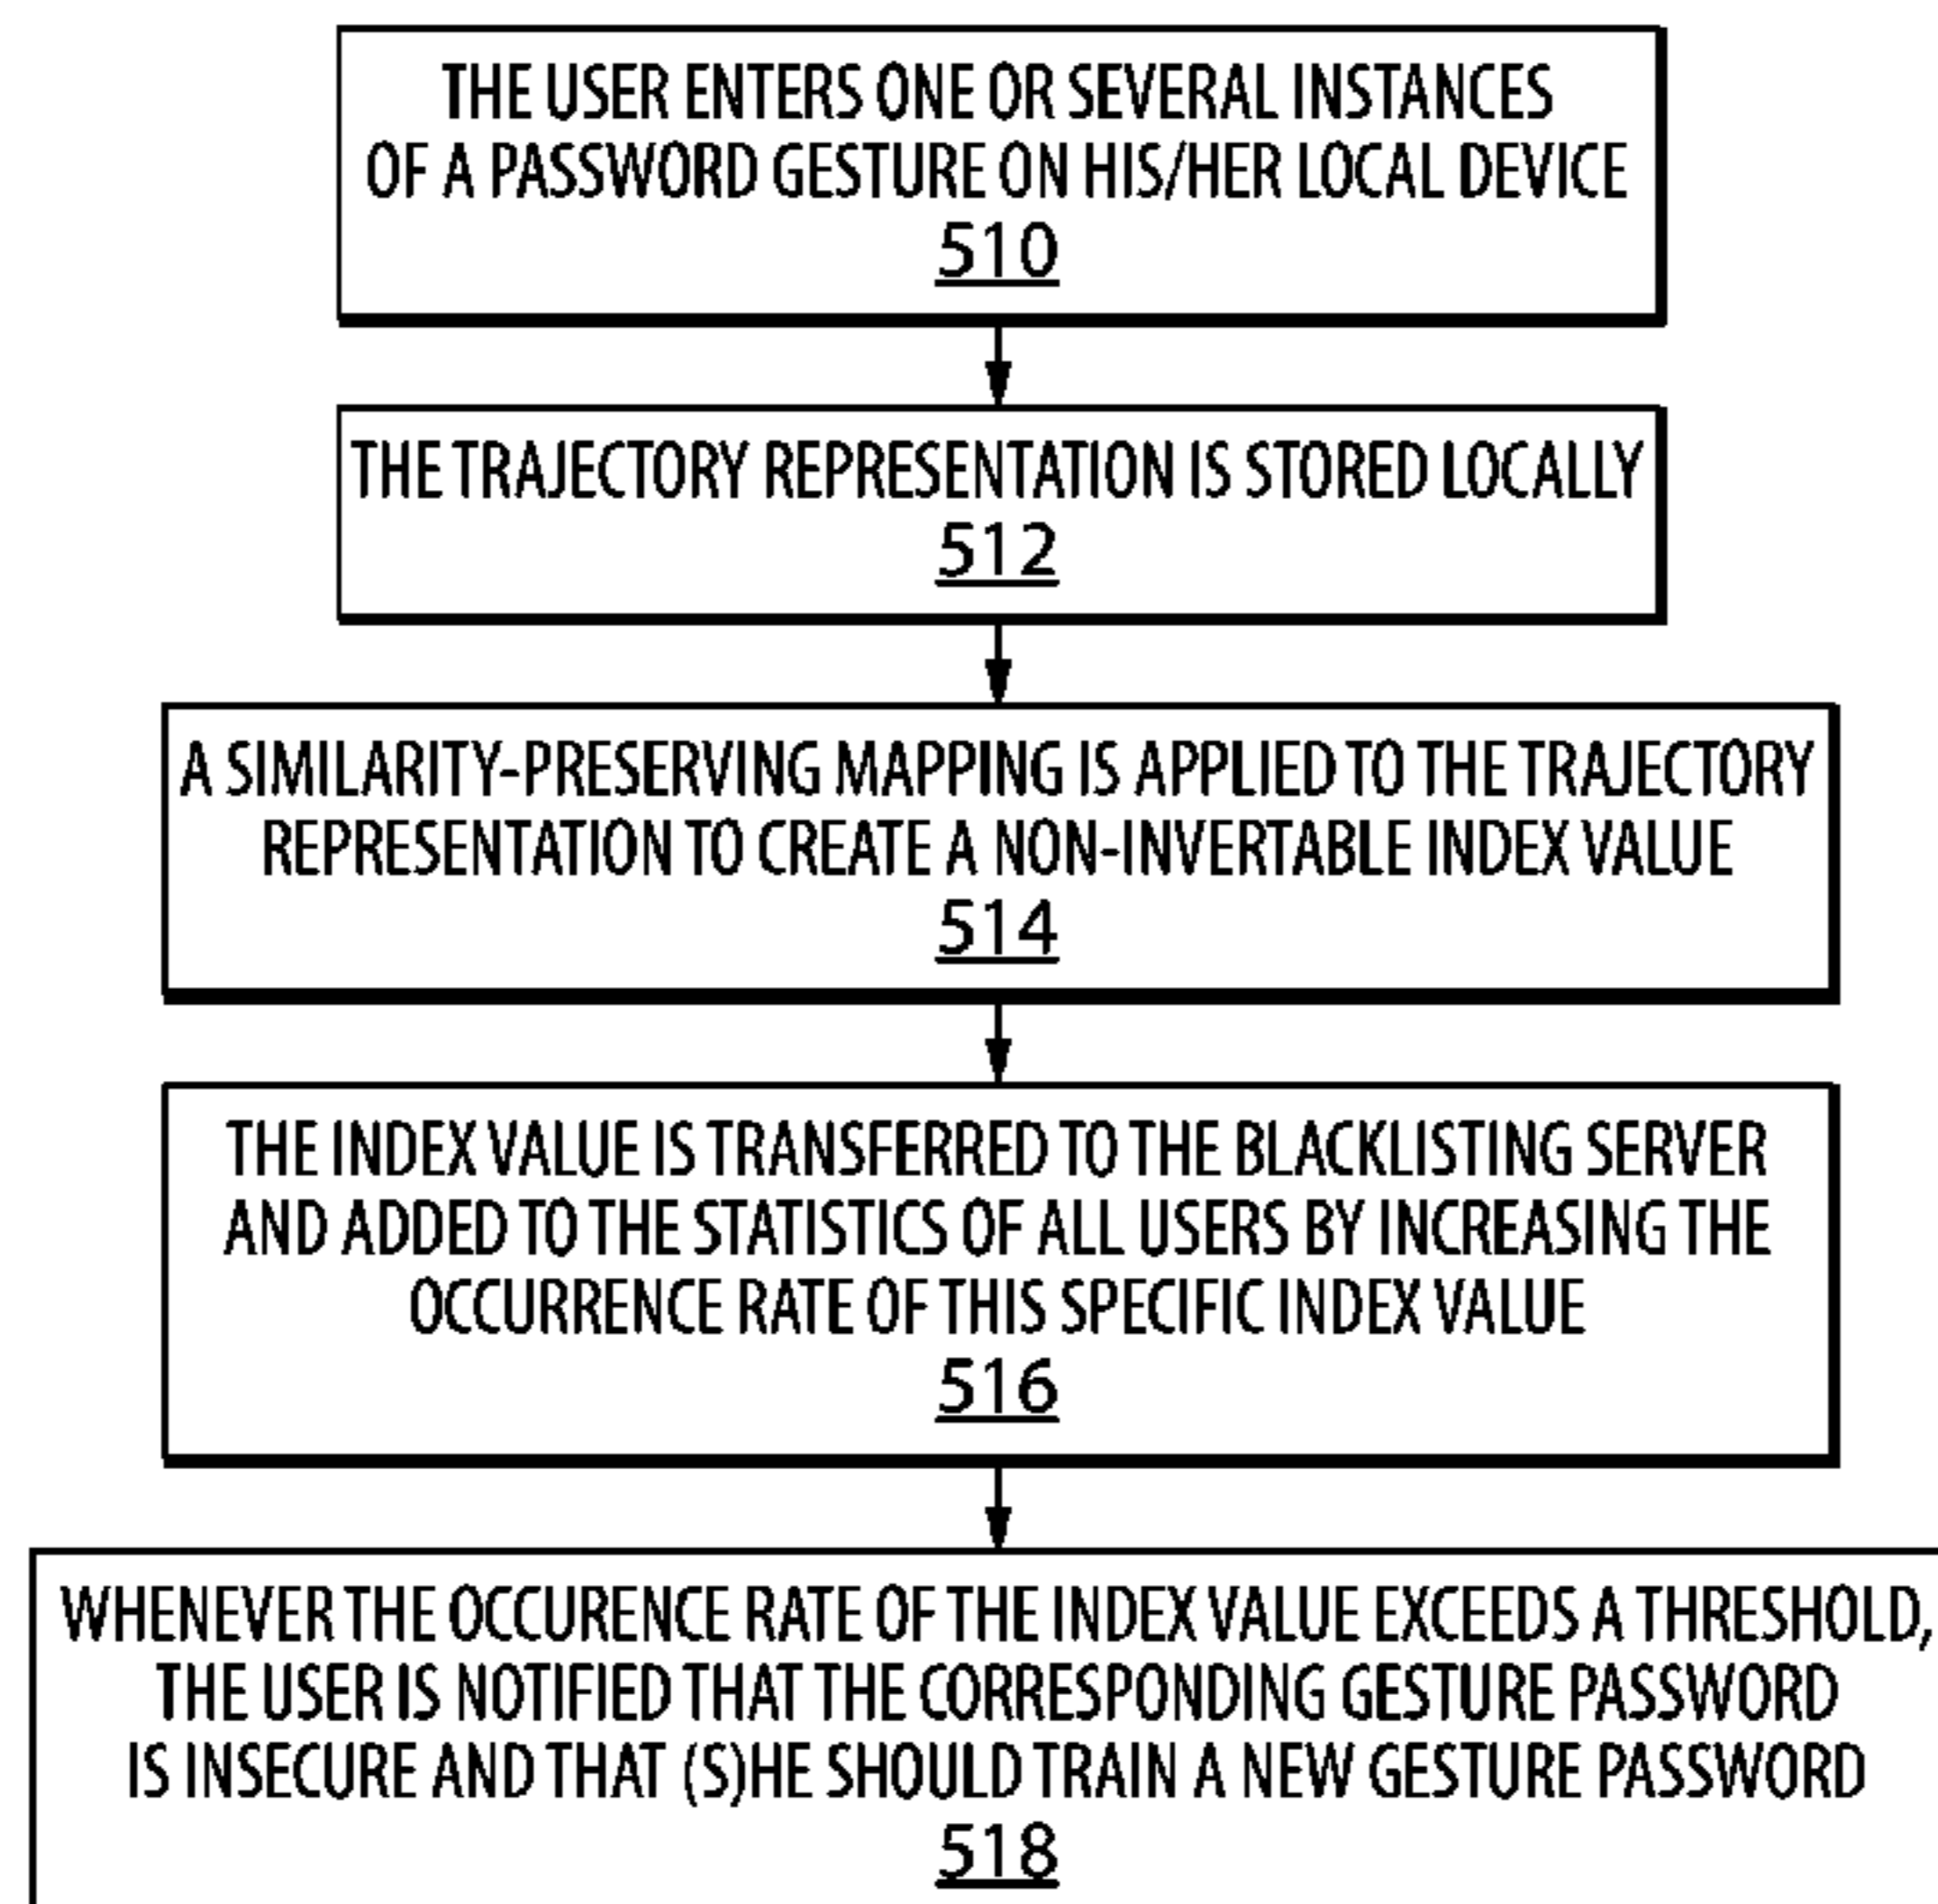 THE USER ENTERS ONE OR SEVERAL INSTANCES
OF A PASSWORD GESTURE ON HIS/HER LOCAL DEVICE
510
THE TRAJECTORY REPRESENTATION IS STORED LOCALLY
512
A SIMILARITY-PRESERVING MAPPING IS APPLIED TO THE TRAJECTORY
REPRESENTATION TO CREATE A NON-INVERTABLE INDEX VALUE
514
THE INDEX VALUE IS TRANSFERRED TO THE BLACKLISTING SERVER
AND ADDED TO THE STATISTICS OF ALL USERS BY INCREASING THE
OCCURRENCE RATE OF THIS SPECIFIC INDEX VALUE
516
WHENEVER THE OCCURENCE RATE OF THE INDEX VALUE EXCEEDS A THRESHOLD,
THE USER IS NOTIFIED THAT THE CORRESPONDING GESTURE PASSWORD
IS INSECURE AND THAT (S)HE SHOULD TRAIN A NEW GESTURE PASSWORD
518